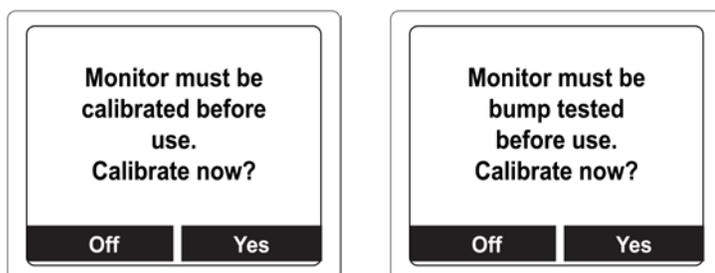 Monitor must be
calibrated before
use.
Calibrate now?
Off Yes
Monitor must be
bump tested
before use.
Calibrate now?
Off Yes